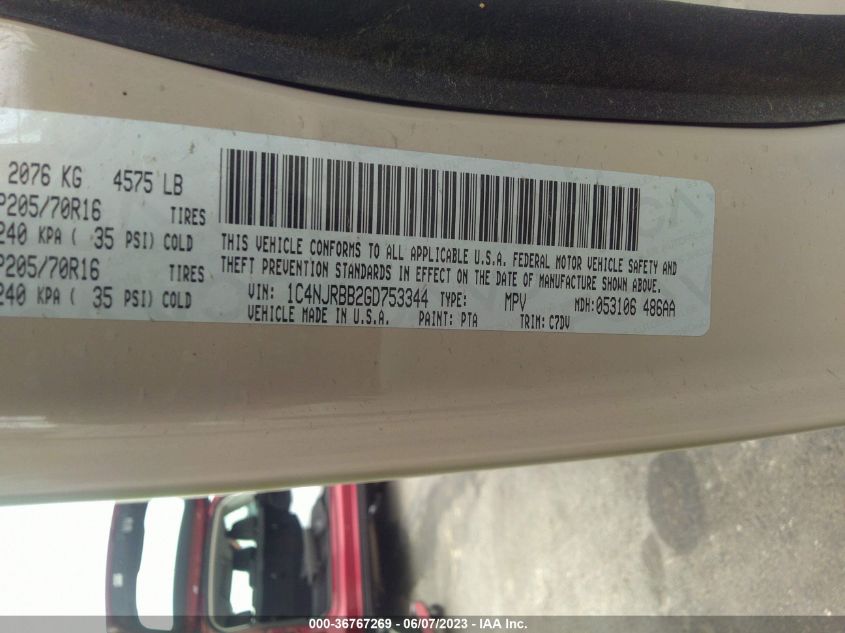 2076 KG 4575 LB
P205/70R16 TIRES
240 KPA ( 35 PSI) COLD
P205/70R16 TIRES
240 KPA ( 35 PSI) COLD
THIS VEHICLE CONFORMS TO ALL APPLICABLE U.S.A. FEDERAL MOTOR VEHICLE SAFETY AND
THEFT PREVENTION STANDARDS IN EFFECT ON THE DATE OF MANUFACTURE SHOWN ABOVE.
VIN: 1C4NJRBB2GD753344 TYPE: MPV MDH:053106 486AA
VEHICLE MADE IN U.S.A. PAINT: PTA TRIM: C7DV
000-36767269 - 06/07/2023 - IAA Inc.